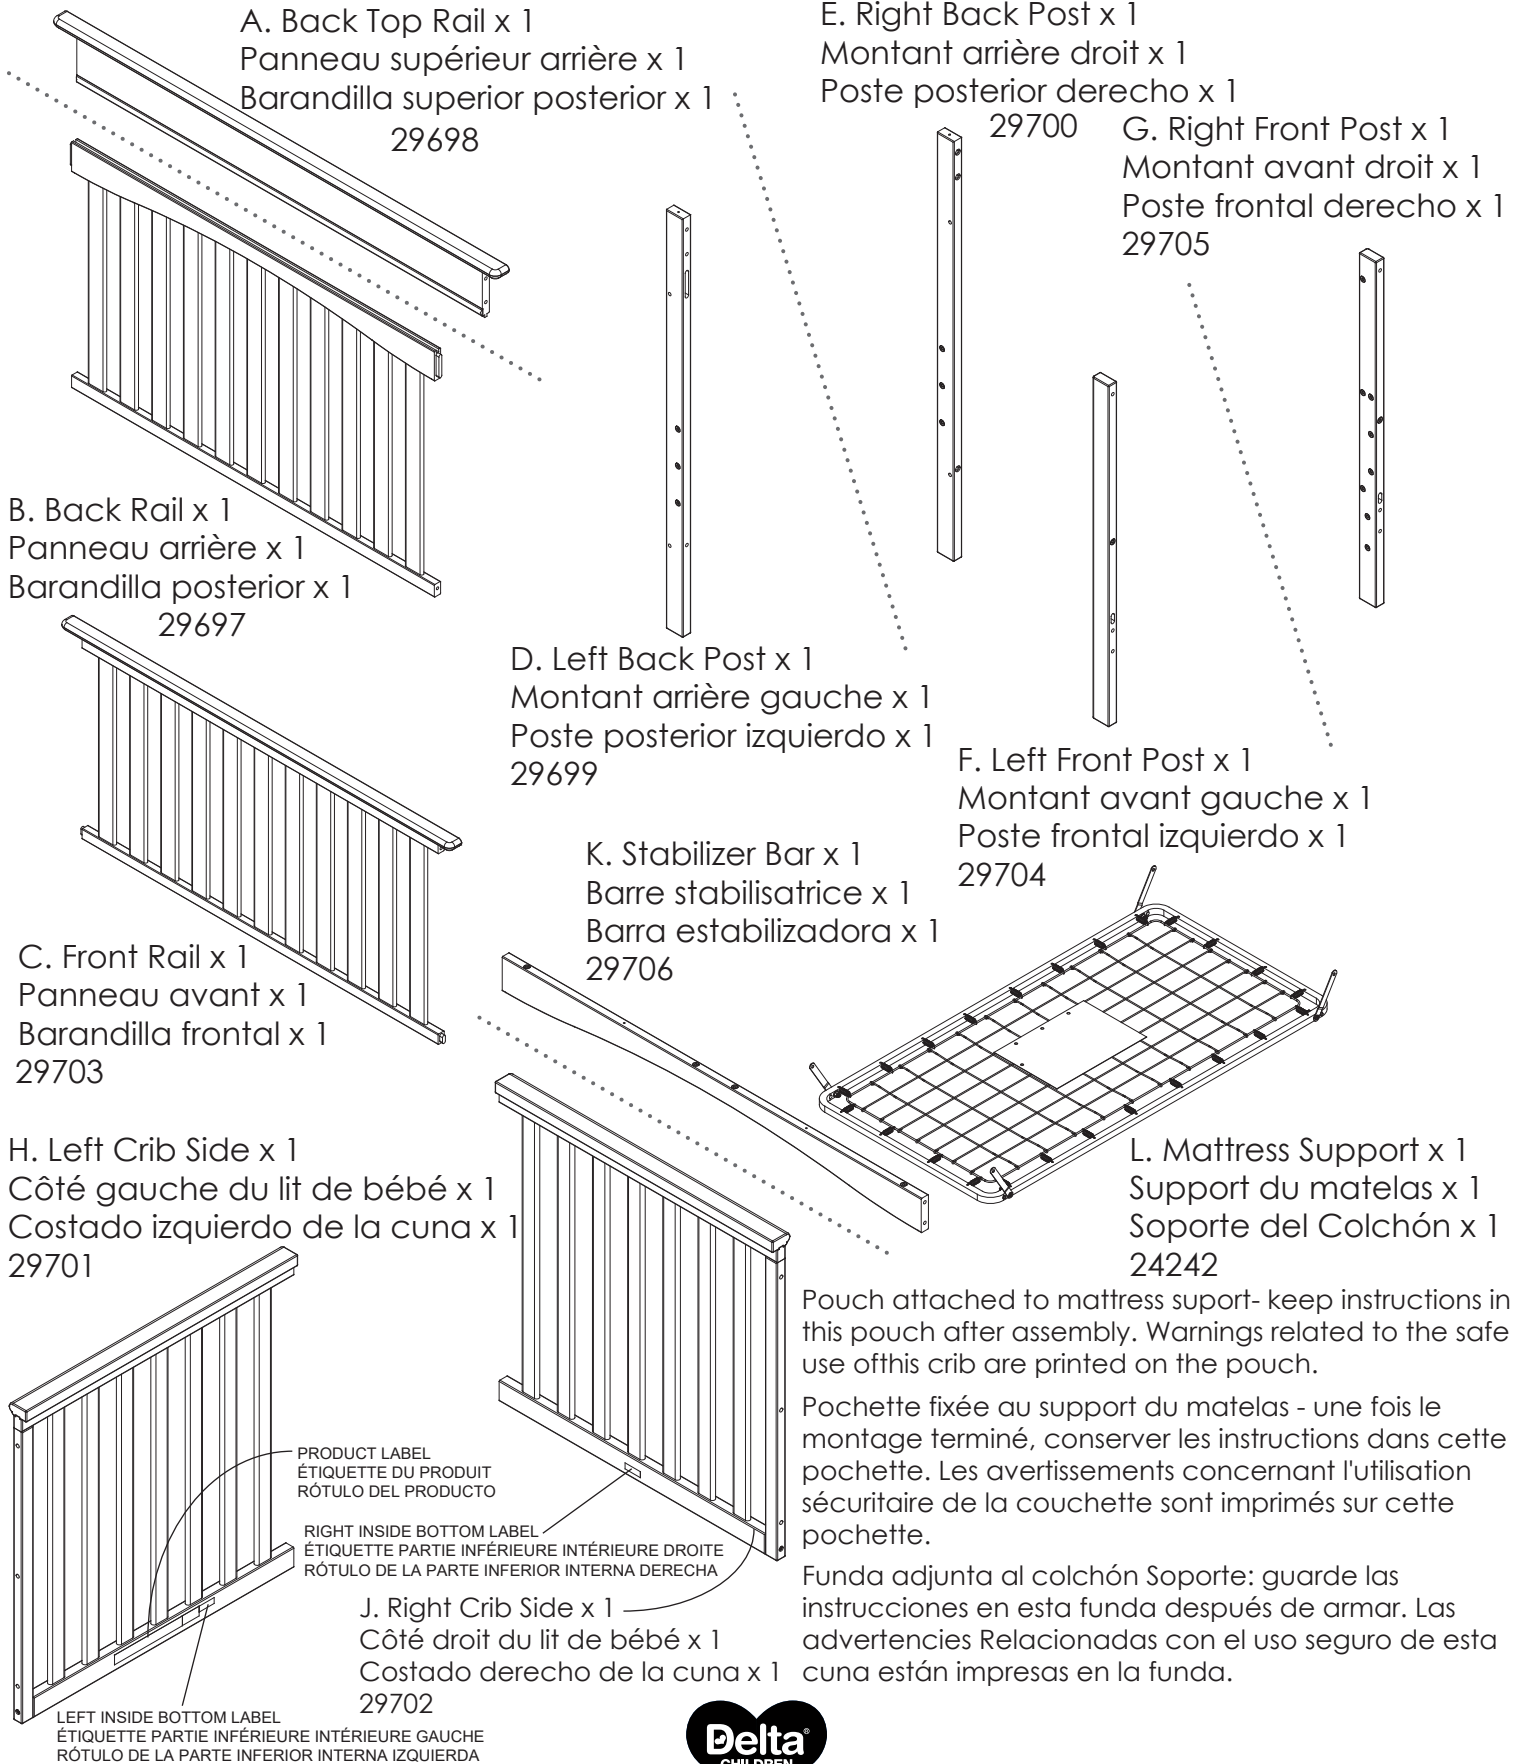 A. Back Top Rail x 1
Panneau supérieur arrière x 1
Barandilla superior posterior x 1
29698
E. Right Back Post x 1
Montant arrière droit x 1
Poste posterior derecho x 1
29700
G. Right Front Post x 1
Montant avant droit x 1
Poste frontal derecho x 1
29705
B. Back Rail x 1
Panneau arrière x 1
Barandilla posterior x 1
29697
D. Left Back Post x 1
Montant arrière gauche x 1
Poste posterior izquierdo x 1
29699
F. Left Front Post x 1
Montant avant gauche x 1
Poste frontal izquierdo x 1
29704
K. Stabilizer Bar x 1
Barre stabilisatrice x 1
Barra estabilizadora x 1
29706
C. Front Rail x 1
Panneau avant x 1
Barandilla frontal x 1
29703
H. Left Crib Side x 1
Côté gauche du lit de bébé x 1
Costado izquierdo de la cuna x 1
29701
L. Mattress Support x 1
Support du matelas x 1
Soporte del Colchón x 1
24242
Pouch attached to mattress suport- keep instructions in
this pouch after assembly. Warnings related to the safe
use ofthis crib are printed on the pouch.
Pochette fixée au support du matelas - une fois le
montage terminé, conserver les instructions dans cette
pochette. Les avertissements concernant l'utilisation
sécuritaire de la couchette sont imprimés sur cette
pochette.
Funda adjunta al colchón Soporte: guarde las
instrucciones en esta funda después de armar. Las
advertencies Relacionadas con el uso seguro de esta
cuna están impresas en la funda.
PRODUCT LABEL
ÉTIQUETTE DU PRODUIT
RÓTULO DEL PRODUCTO
RIGHT INSIDE BOTTOM LABEL
ÉTIQUETTE PARTIE INFÉRIEURE INTÉRIEURE DROITE
RÓTULO DE LA PARTE INFERIOR INTERNA DERECHA
J. Right Crib Side x 1
Côté droit du lit de bébé x 1
Costado derecho de la cuna x 1
29702
LEFT INSIDE BOTTOM LABEL
ÉTIQUETTE PARTIE INFÉRIEURE INTÉRIEURE GAUCHE
RÓTULO DE LA PARTE INFERIOR INTERNA IZQUIERDA
Delta®
CHILDREN